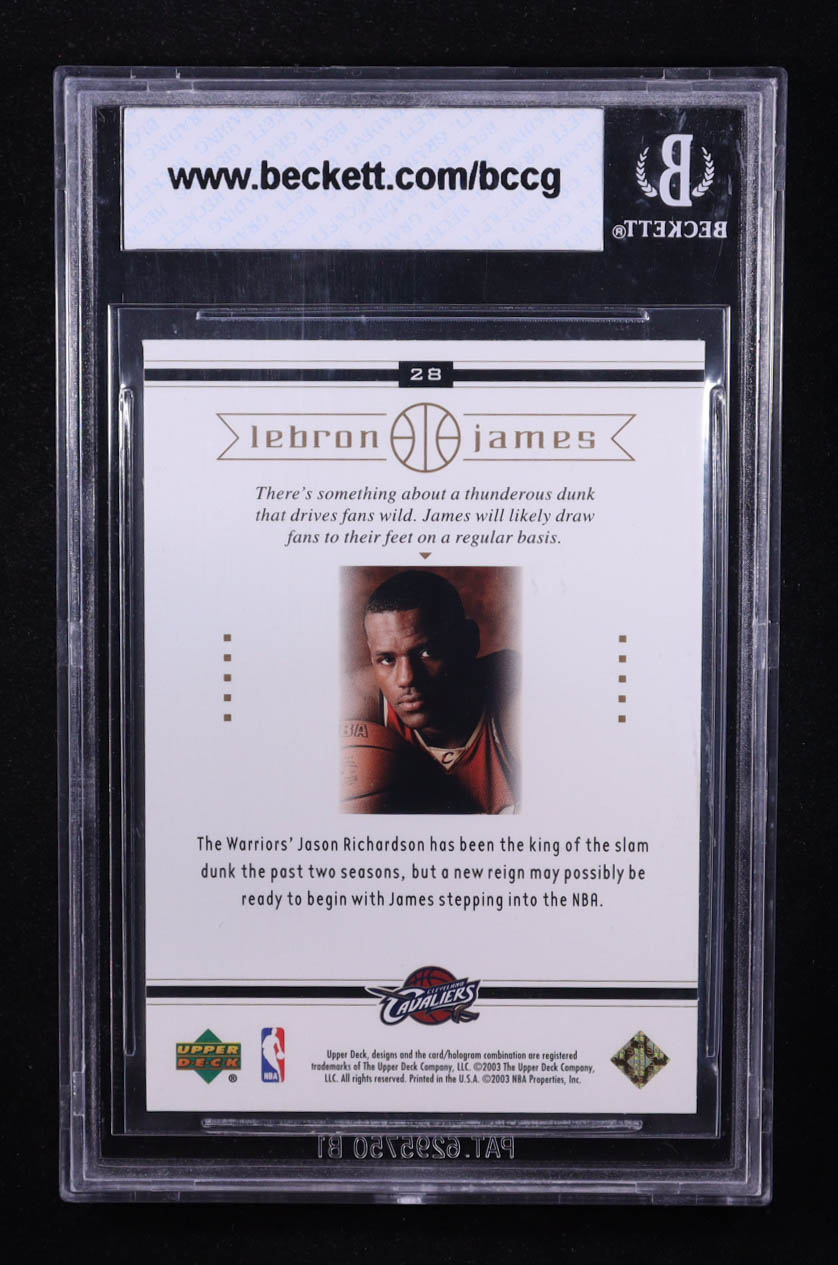 www.beckett.com/bccg
B
BECKETT®
28
lebron james
There's something about a thunderous dunk
that drives fans wild. James will likely draw
fans to their feet on a regular basis.
BA
C
The Warriors' Jason Richardson has been the king of the slam
dunk the past two seasons, but a new reign may possibly be
ready to begin with James stepping into the NBA.
CLEVELAND
CAVALIERS
UPPER
DECK®
NBA
Upper Deck, designs and the card/hologram combination are registered
trademarks of The Upper Deck Company, LLC. ©2003 The Upper Deck Company,
LLC. All rights reserved. Printed in the U.S.A. ©2003 NBA Properties, Inc.
PAT.6295750 B1